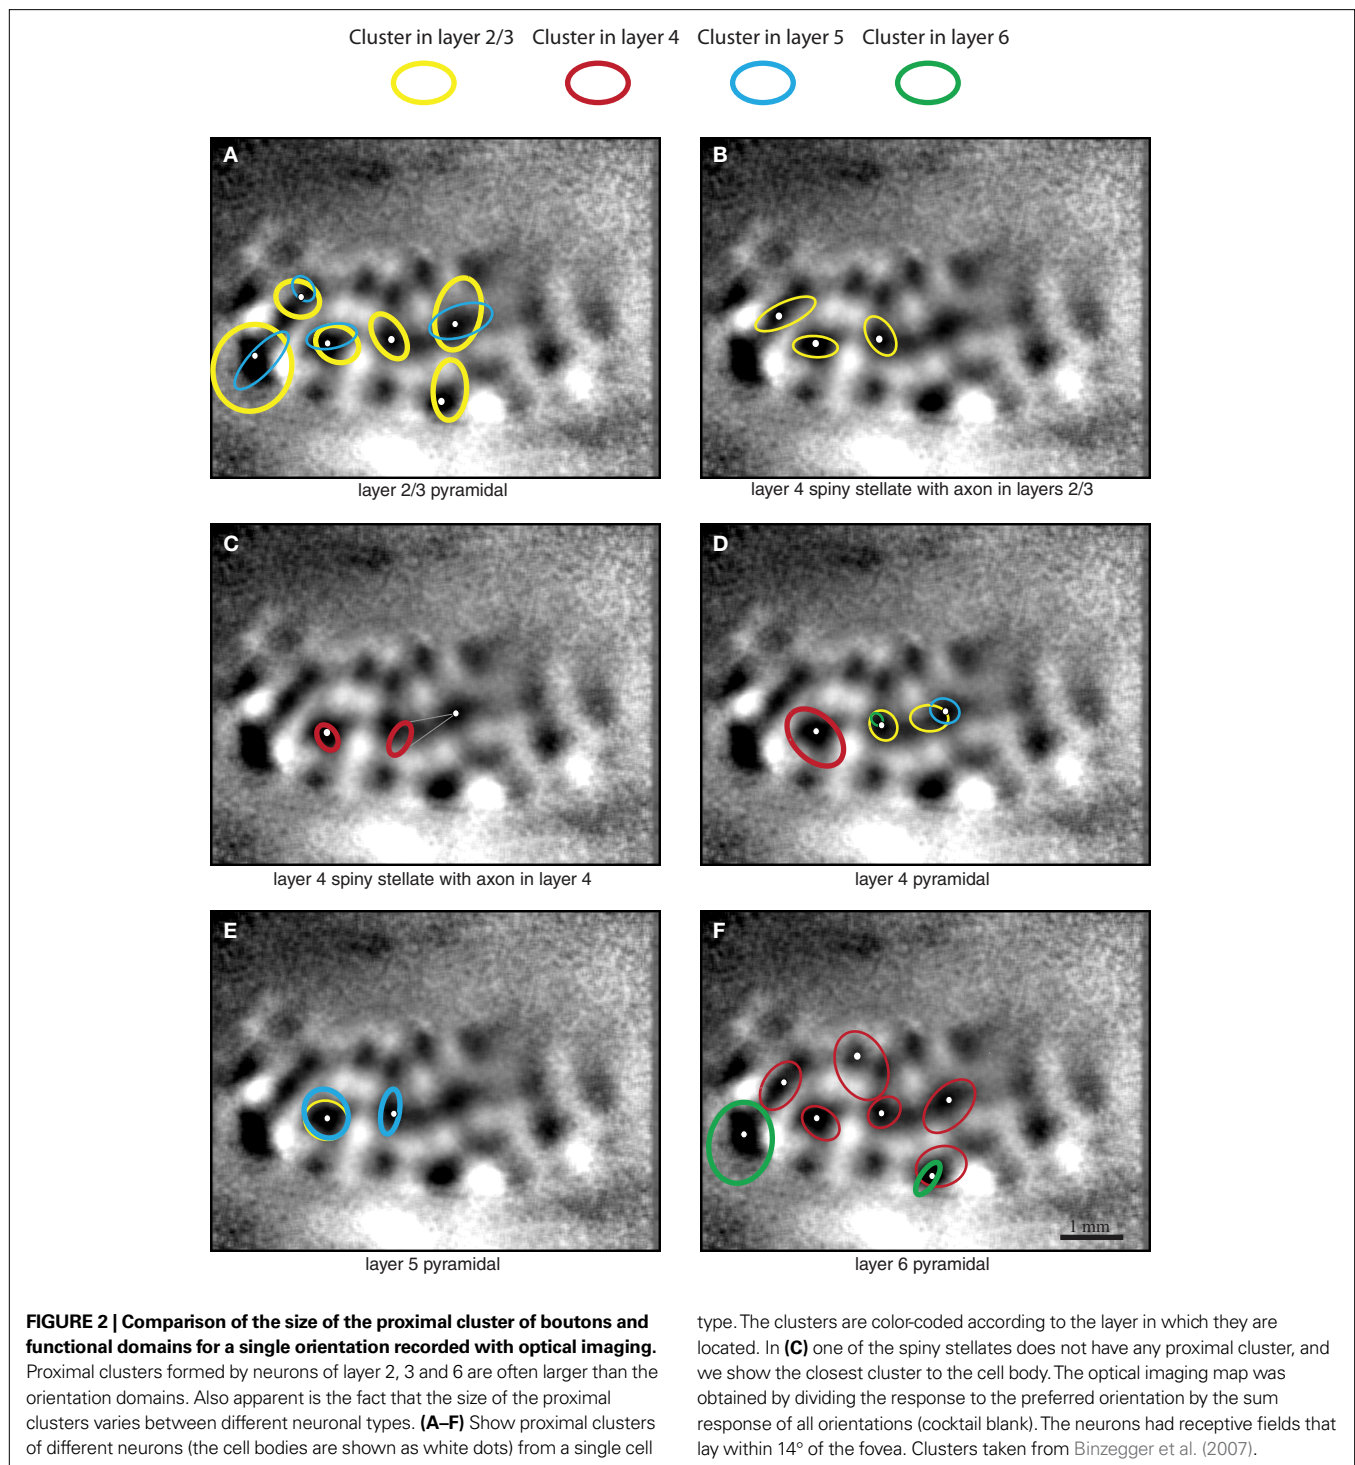 Cluster in layer 2/3 Cluster in layer 4 Cluster in layer 5 Cluster in layer 6
A
B
layer 2/3 pyramidal
layer 4 spiny stellate with axon in layers 2/3
C
D
layer 4 spiny stellate with axon in layer 4
layer 4 pyramidal
E
F
1 mm
layer 5 pyramidal
layer 6 pyramidal
FIGURE 2 | Comparison of the size of the proximal cluster of boutons and
functional domains for a single orientation recorded with optical imaging.
Proximal clusters formed by neurons of layer 2, 3 and 6 are often larger than the
orientation domains. Also apparent is the fact that the size of the proximal
clusters varies between different neuronal types. (A–F) Show proximal clusters
of different neurons (the cell bodies are shown as white dots) from a single cell
type. The clusters are color-coded according to the layer in which they are
located. In (C) one of the spiny stellates does not have any proximal cluster, and
we show the closest cluster to the cell body. The optical imaging map was
obtained by dividing the response to the preferred orientation by the sum
response of all orientations (cocktail blank). The neurons had receptive fields that
lay within 14° of the fovea. Clusters taken from Binzegger et al. (2007).